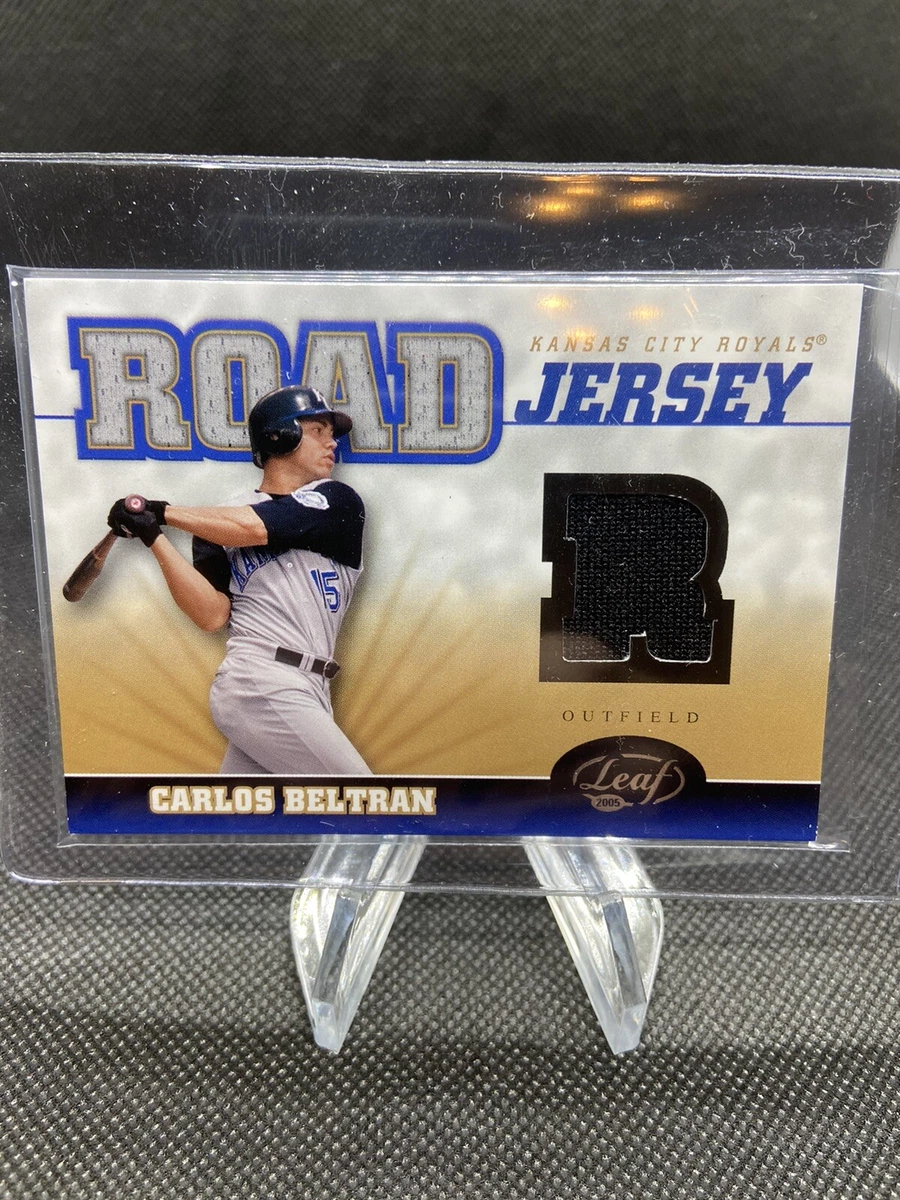 ROAD
KANSAS CITY ROYALS®
JERSEY
15
R
OUTFIELD
Leaf
2005
CARLOS BELTRAN